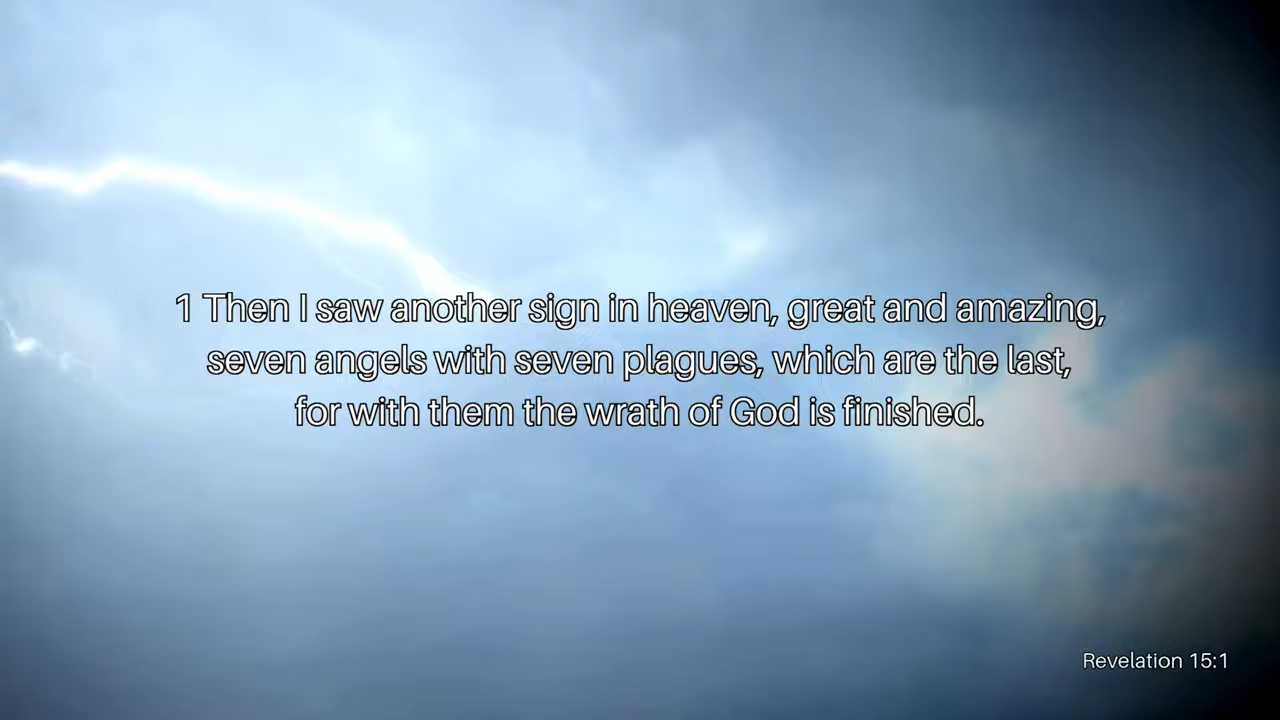 1 Then I saw another sign in heaven, great and amazing,
seven angels with seven plagues, which are the last,
for with them the wrath of God is finished.
Revelation 15:1